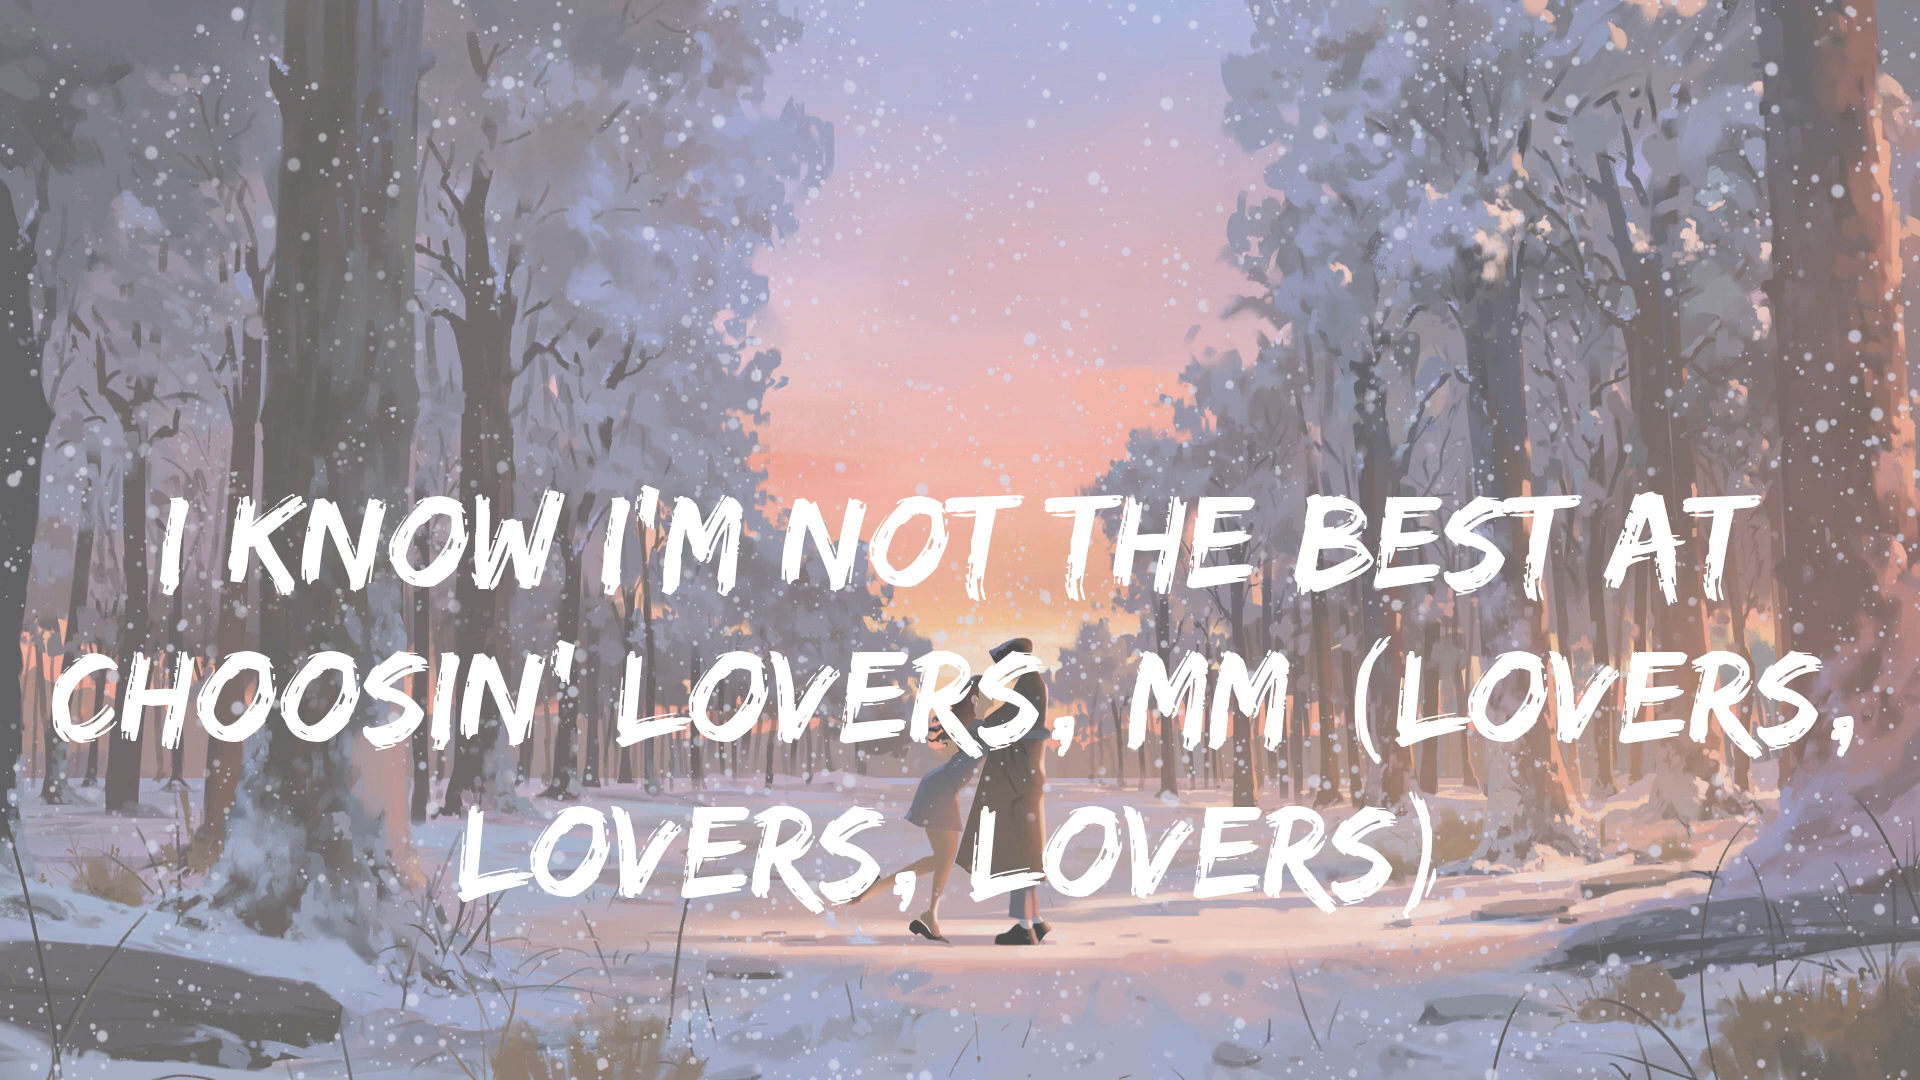 I KNOW I'M NOT THE BEST AT
CHOOSIN' LOVERS, MM (LOVERS,
LOVERS, LOVERS)